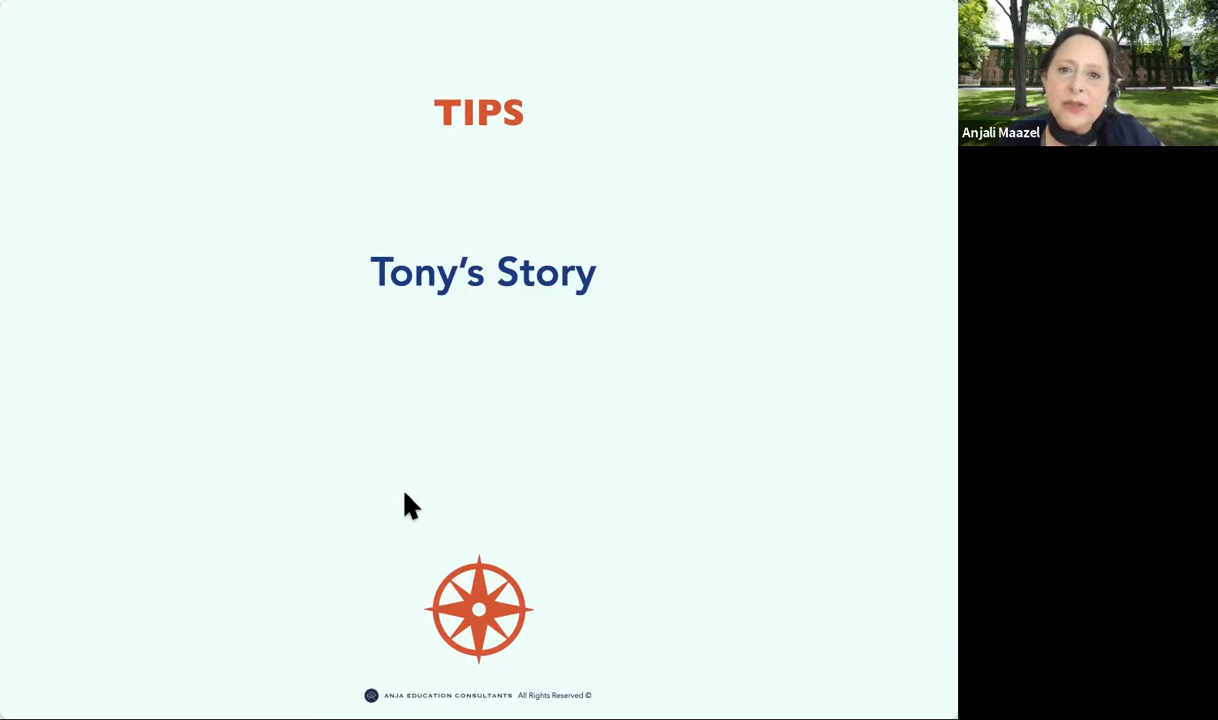 TIPS
Tony's Story
ANJA EDUCATION CONSULTANTS All Rights Reserved ©
Anjali Maazel